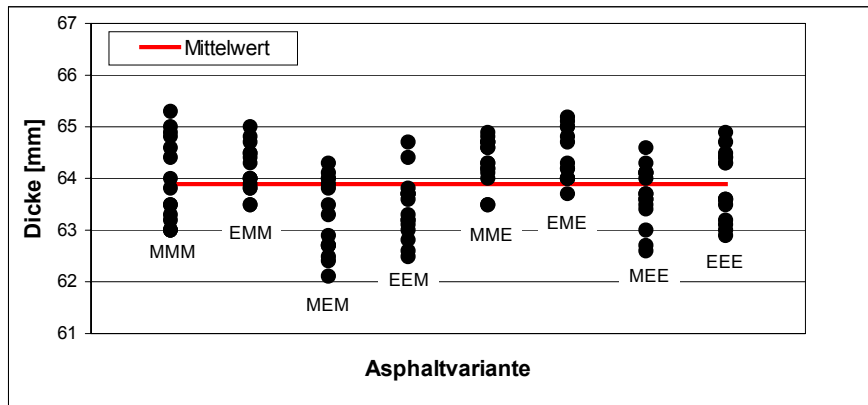 67
66
65
64
63
62
61
Dicke [mm]
Mittelwert
MMM
EMM
MEM
EEM
MME
EME
MEE
EEE
Asphaltvariante